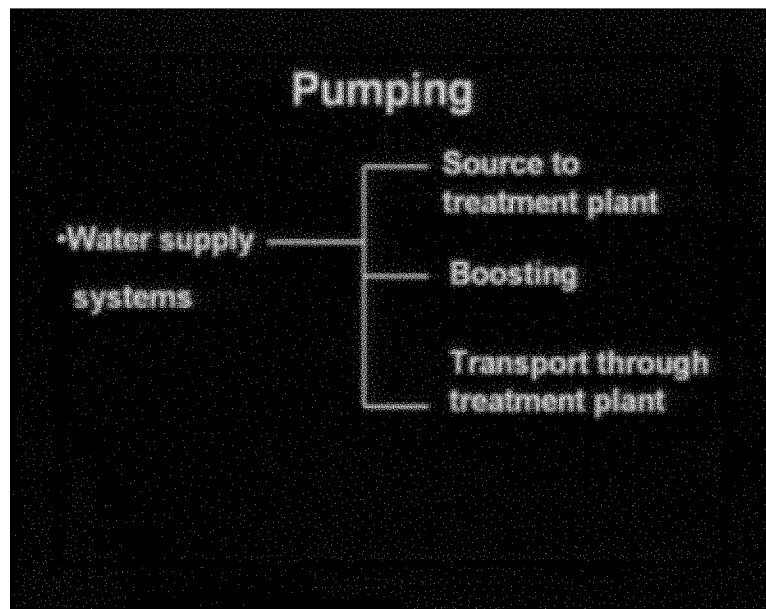 Pumping
Source to
treatment plant
•Water supply
systems
Boosting
Transport through
treatment plant